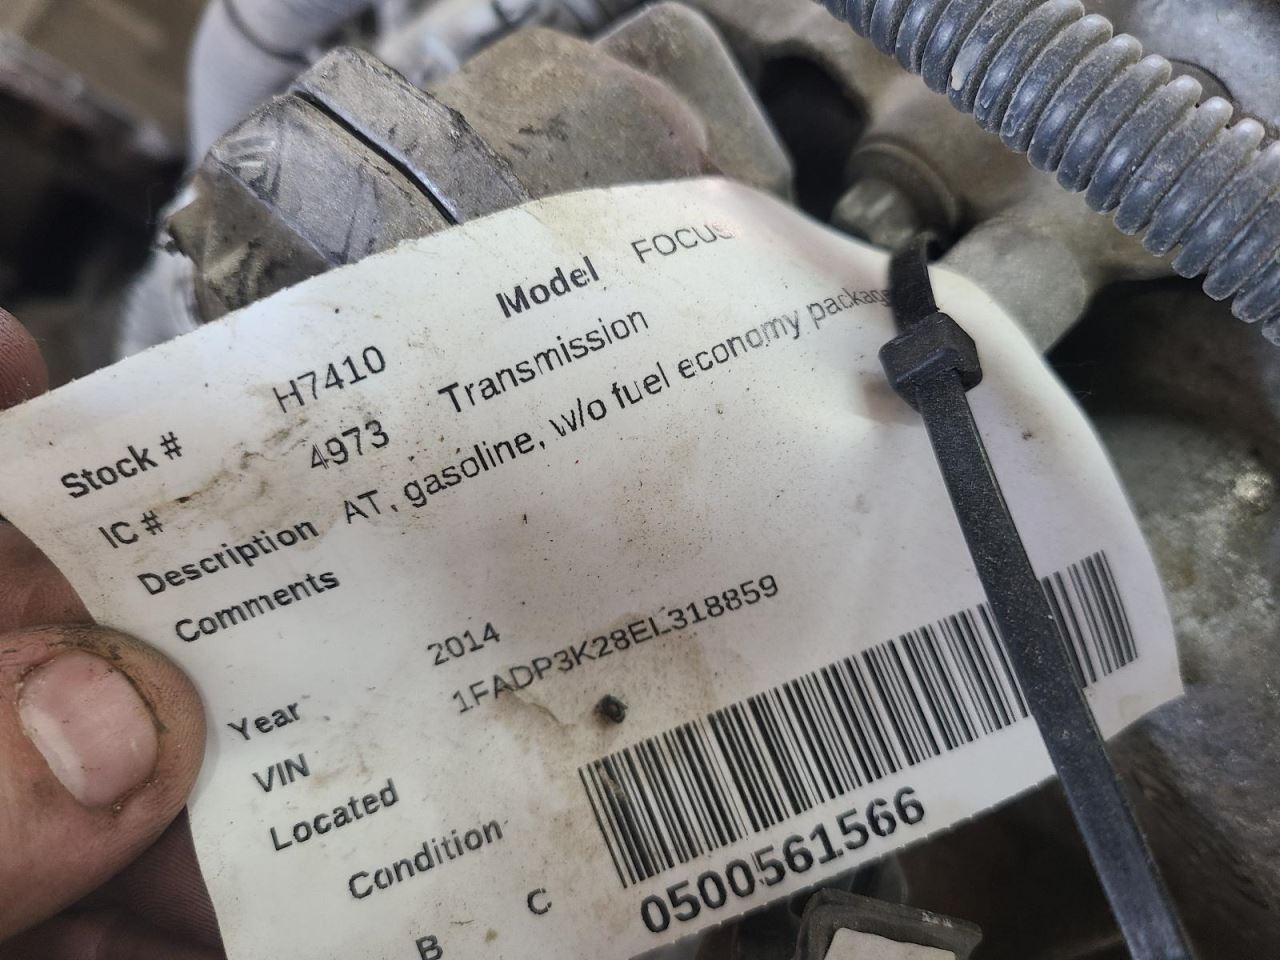 Stock # H7410 Model FOCUS
IC # 4973 Transmission
Description AT, gasoline, w/o fuel economy package
Comments
Year 2014
VIN 1FADP3K28EL318859
Located
Condition
B C
0500561566